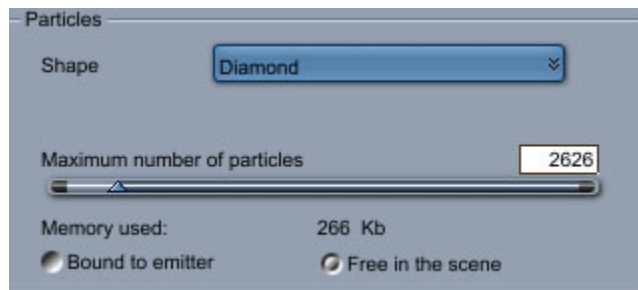 Particles
Shape Diamond
Maximum number of particles 2626
Memory used: 266 Kb
Bound to emitter Free in the scene